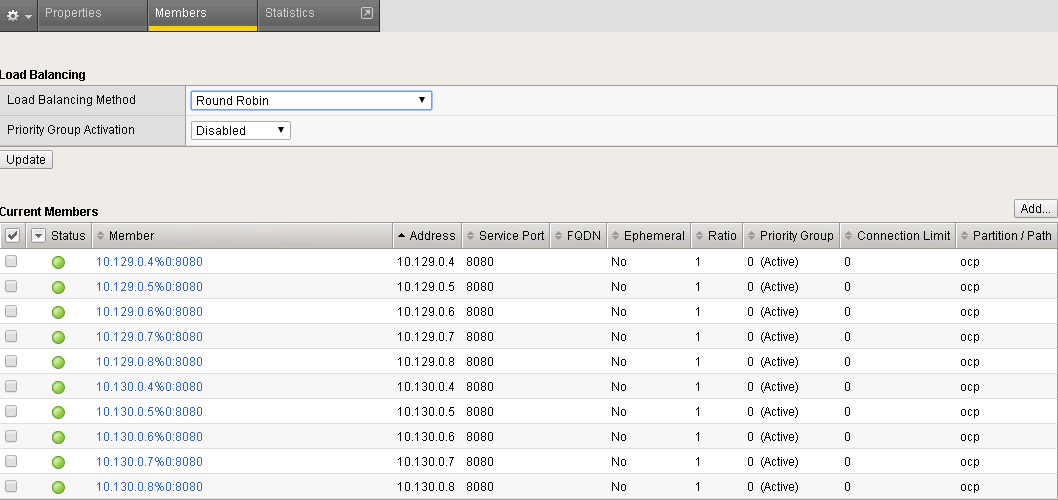 Properties Members Statistics
Load Balancing
Load Balancing Method Round Robin
Priority Group Activation Disabled
Update
Current Members Add...
Status Member Address Service Port FQDN Ephemeral Ratio Priority Group Connection Limit Partition / Path
10.129.0.4%0:8080 10.129.0.4 8080 No 1 0 (Active) 0 ocp
10.129.0.5%0:8080 10.129.0.5 8080 No 1 0 (Active) 0 ocp
10.129.0.6%0:8080 10.129.0.6 8080 No 1 0 (Active) 0 ocp
10.129.0.7%0:8080 10.129.0.7 8080 No 1 0 (Active) 0 ocp
10.129.0.8%0:8080 10.129.0.8 8080 No 1 0 (Active) 0 ocp
10.130.0.4%0:8080 10.130.0.4 8080 No 1 0 (Active) 0 ocp
10.130.0.5%0:8080 10.130.0.5 8080 No 1 0 (Active) 0 ocp
10.130.0.6%0:8080 10.130.0.6 8080 No 1 0 (Active) 0 ocp
10.130.0.7%0:8080 10.130.0.7 8080 No 1 0 (Active) 0 ocp
10.130.0.8%0:8080 10.130.0.8 8080 No 1 0 (Active) 0 ocp